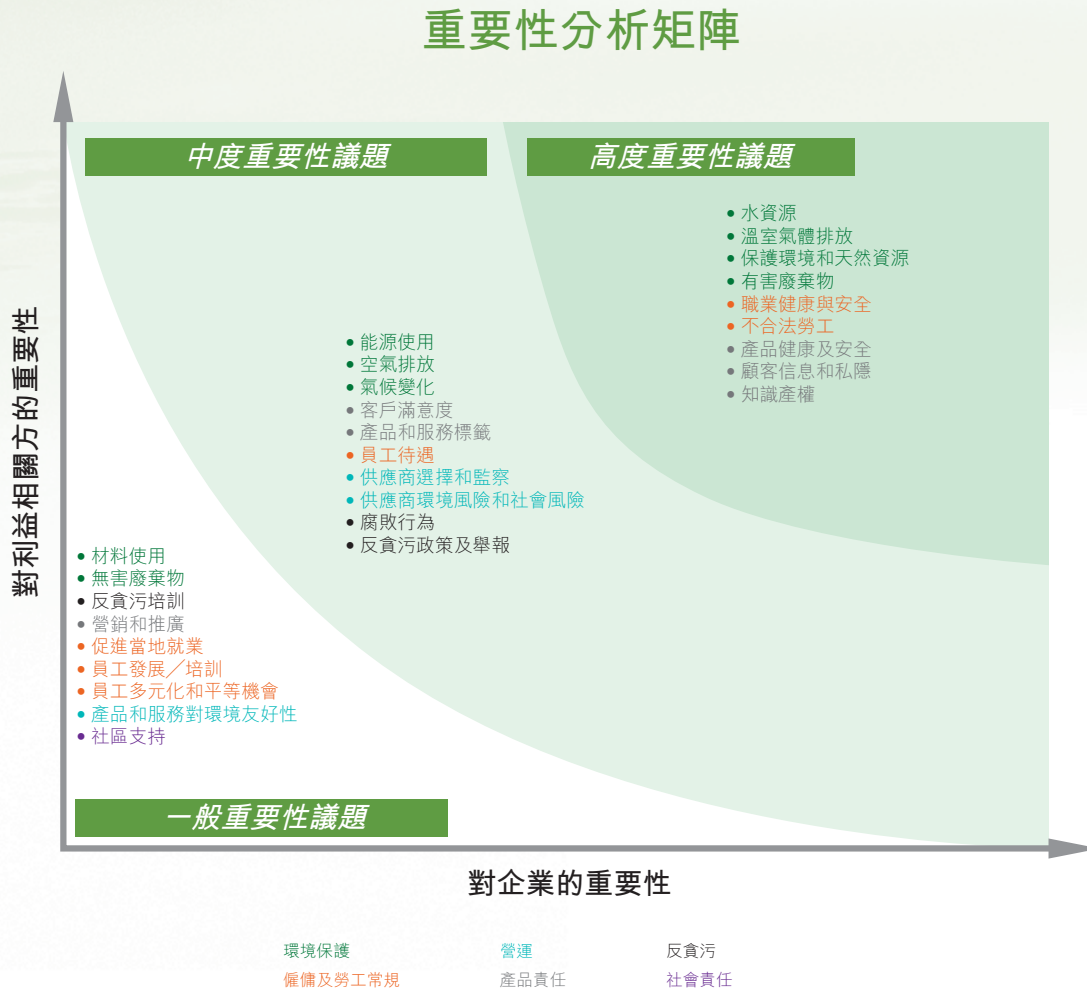 重要性分析矩陣
中度重要性議題
高度重要性議題
• 水資源
• 溫室氣體排放
• 保護環境和天然資源
• 有害廢棄物
• 職業健康與安全
• 不合法勞工
• 產品健康及安全
• 顧客信息和私隱
• 知識產權
• 能源使用
• 空氣排放
• 氣候變化
• 客戶滿意度
• 產品和服務標籤
• 員工待遇
• 供應商選擇和監察
• 供應商環境風險和社會風險
• 腐敗行為
• 反貪污政策及舉報
• 材料使用
• 無害廢棄物
• 反貪污培訓
• 營銷和推廣
• 促進當地就業
• 員工發展／培訓
• 員工多元化和平等機會
• 產品和服務對環境友好性
• 社區支持
一般重要性議題
對利益相關方的重要性
對企業的重要性
環境保護
營運
反貪污
僱傭及勞工常規
產品責任
社會責任